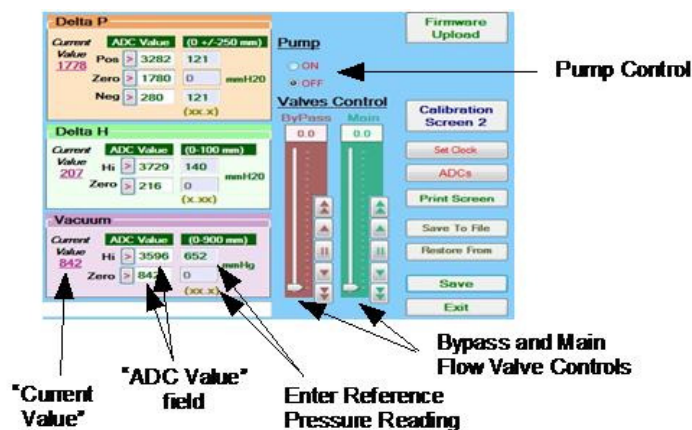 Delta P
Current Value
1778
ADC Value
(0 +/-250 mm)
Pos > 3282 121
Zero > 1780 0 mmH20
Neg > 280 121
(xx.x)
Delta H
Current Value
207
ADC Value
(0-100 mm)
Hi > 3729 140 mmH20
Zero > 216 0
(x.xx)
Vacuum
Current Value
842
ADC Value
(0-900 mm)
Hi > 3596 652 mmHg
Zero > 842 0
(xx.x)
Pump
ON
OFF
Valves Control
ByPass Main
0.0 0.0
Firmware
Upload
Calibration
Screen 2
Set Clock
ADCs
Print Screen
Save To File
Restore From
Save
Exit
Pump Control
Bypass and Main
Flow Valve Controls
"Current
Value"
"ADC Value"
field
Enter Reference
Pressure Reading